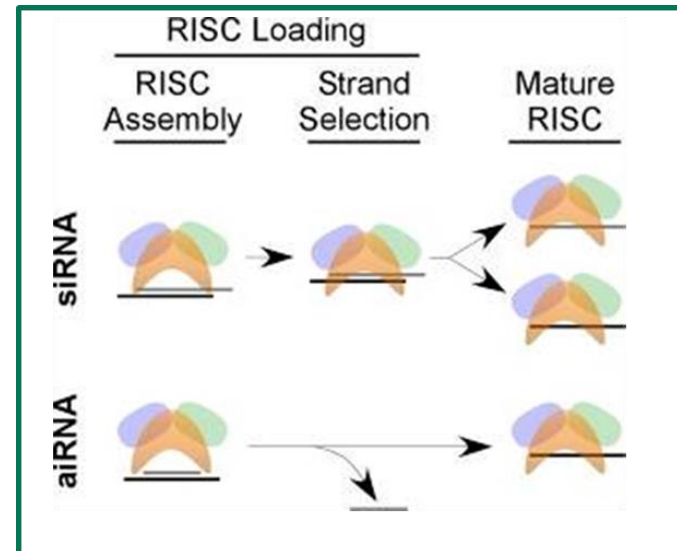 RISC Loading
RISC
Assembly
Strand
Selection
Mature
RISC
siRNA
aiRNA